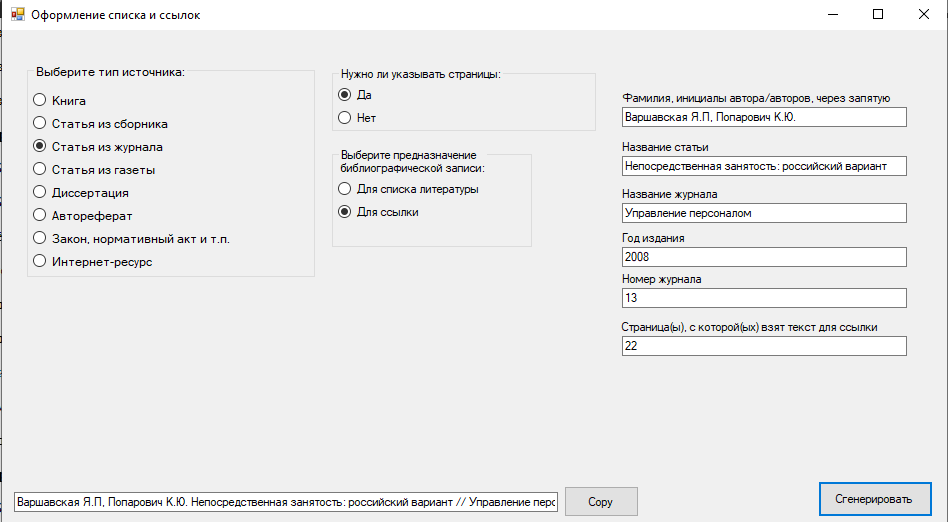 Оформление списка и ссылок
Выберите тип источника:
Книга
Статья из сборника
Статья из журнала
Статья из газеты
Диссертация
Автореферат
Закон, нормативный акт и т.п.
Интернет-ресурс
Нужно ли указывать страницы:
Да
Нет
Выберите предназначение
библиографической записи:
Для списка литературы
Для ссылки
Фамилия, инициалы автора/авторов, через запятую
Варшавская Я.П, Попарович К.Ю.
Название статьи
Непосредственная занятость: российский вариант
Название журнала
Управление персоналом
Год издания
2008
Номер журнала
13
Страница(ы), с которой(ых) взят текст для ссылки
22
Варшавская Я.П, Попарович К.Ю. Непосредственная занятость: российский вариант // Управление перс
Copy
Сгенерировать